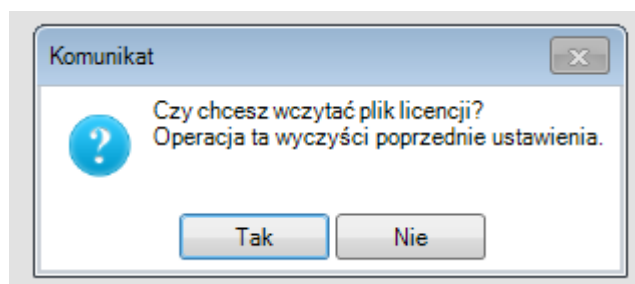 Komunikat
Czy chcesz wczytać plik licencji?
Operacja ta wyczyści poprzednie ustawienia.
Tak Nie